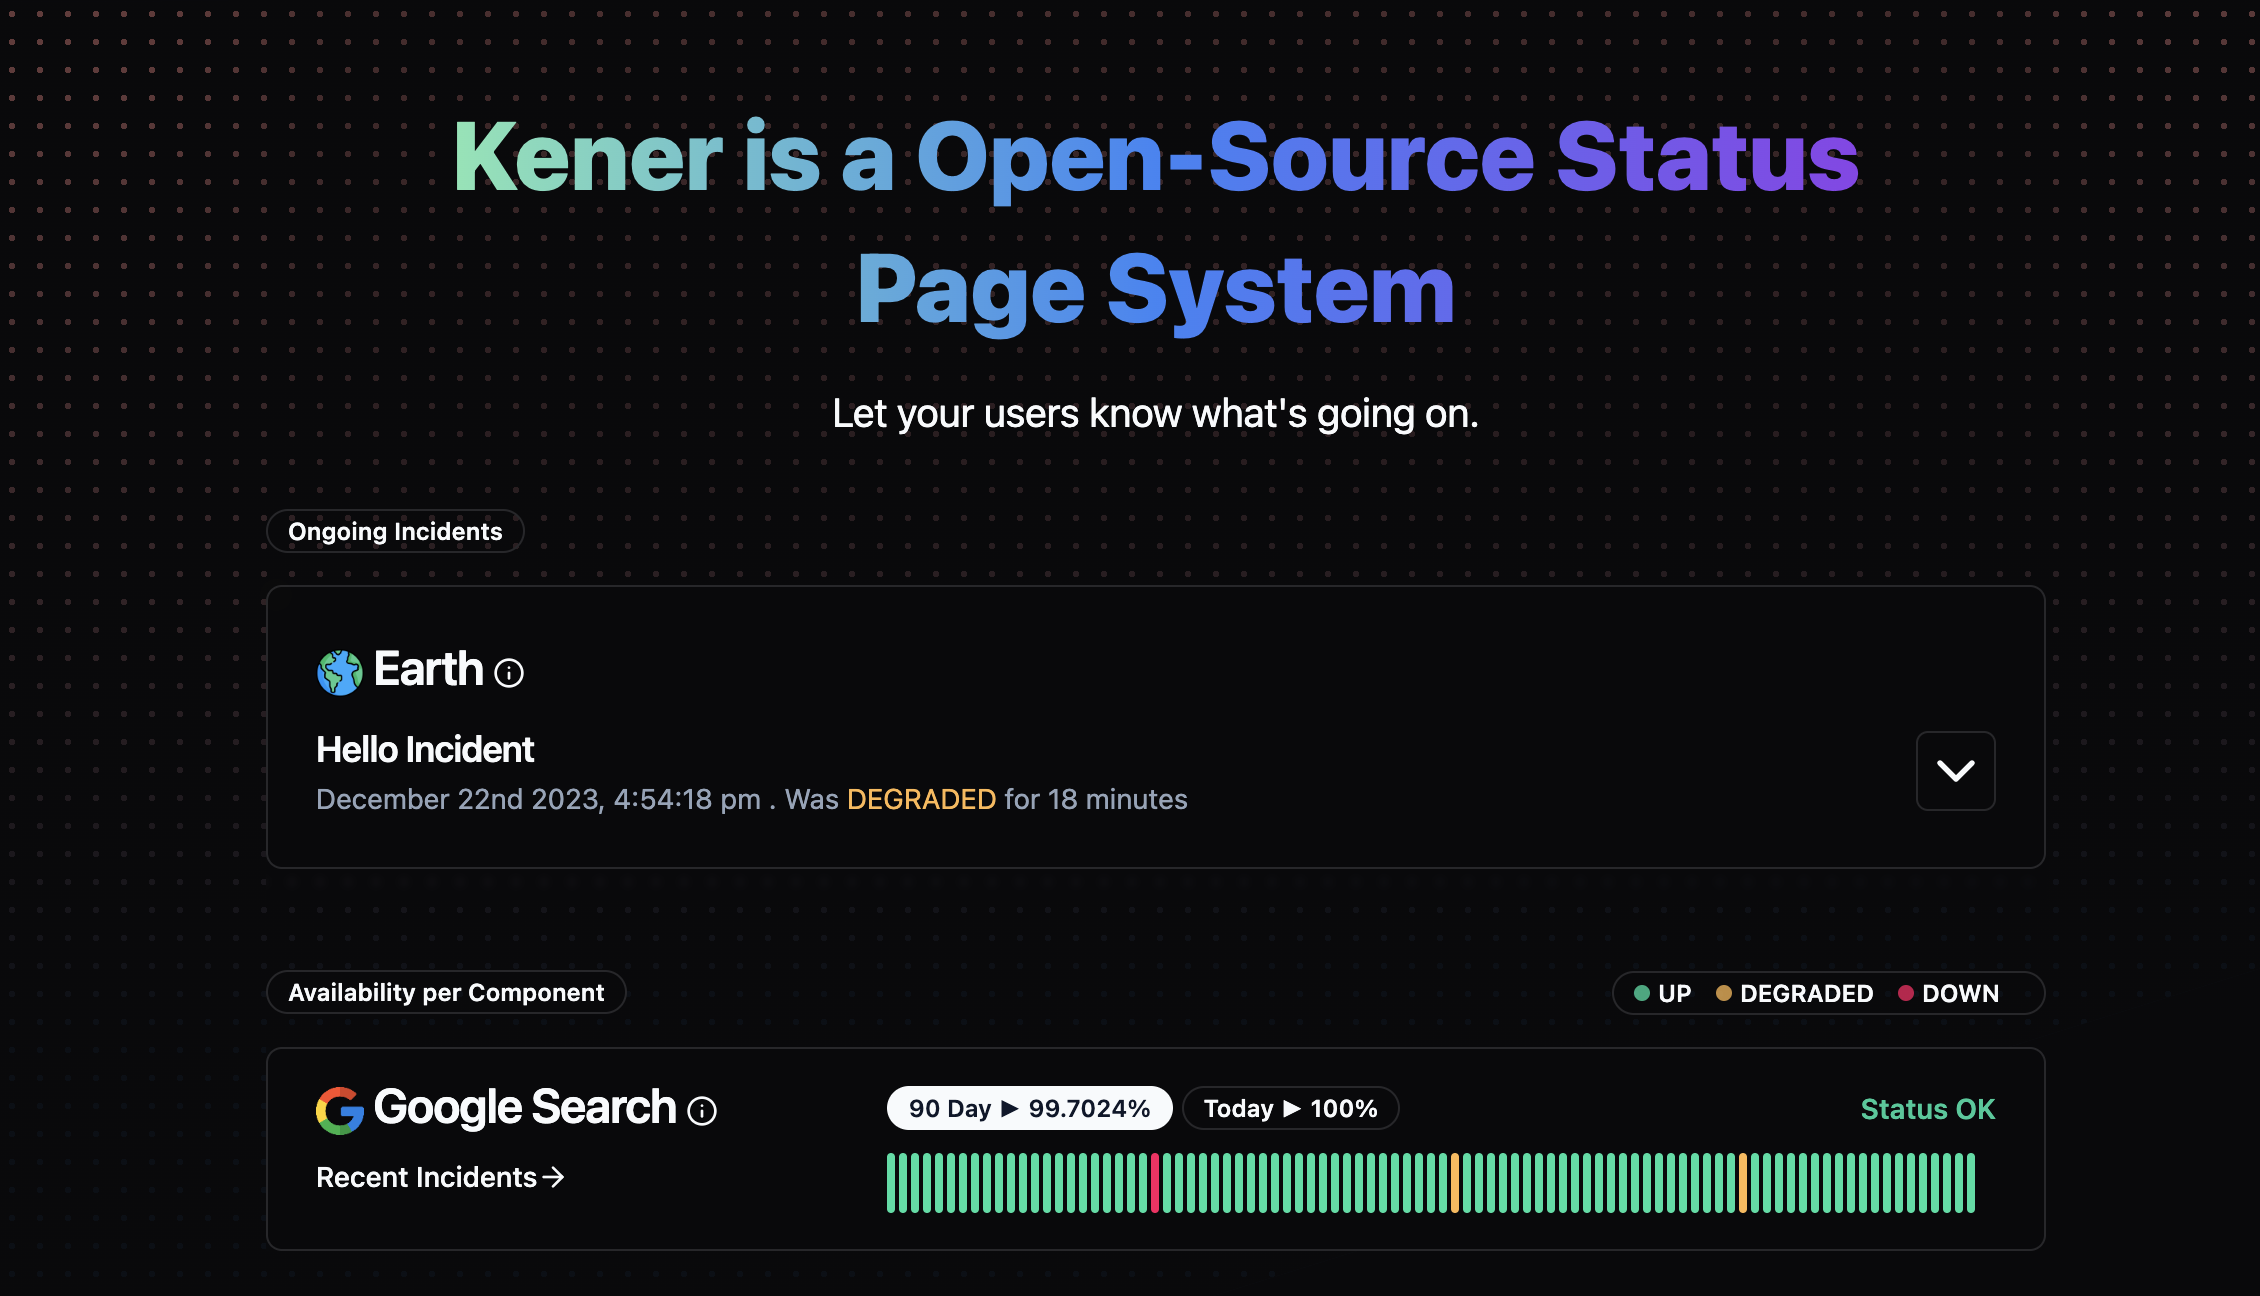 Kener is a Open-Source Status
Page System
Let your users know what's going on.
Ongoing Incidents
Earth
Hello Incident
December 22nd 2023, 4:54:18 pm . Was DEGRADED for 18 minutes
Availability per Component
UP DEGRADED DOWN
Google Search
90 Day ► 99.7024% Today ► 100%
Status OK
Recent Incidents→